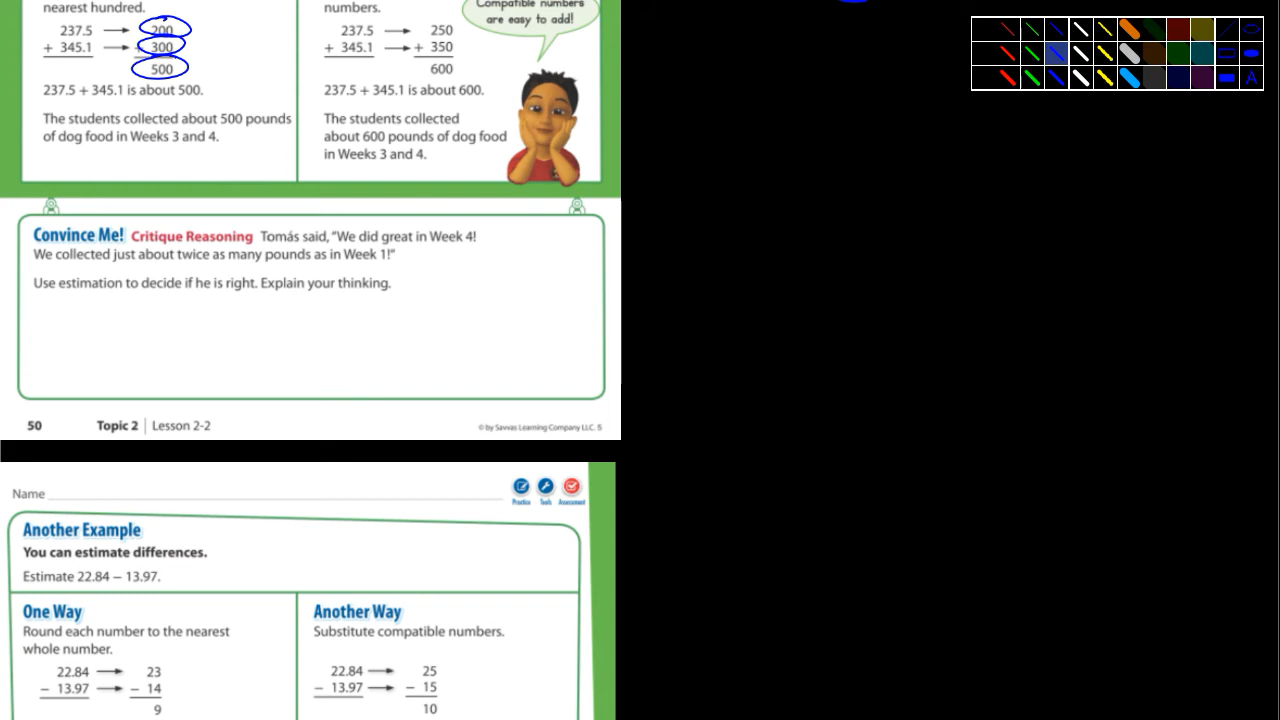 nearest hundred.
237.5 → 200
+ 345.1 → + 300
500
237.5 + 345.1 is about 500.
The students collected about 500 pounds
of dog food in Weeks 3 and 4.
numbers.
237.5 → 250
+ 345.1 → + 350
600
237.5 + 345.1 is about 600.
The students collected
about 600 pounds of dog food
in Weeks 3 and 4.
Compatible numbers
are easy to add!
Convince Me! Critique Reasoning Tomás said, "We did great in Week 4!
We collected just about twice as many pounds as in Week 1!"
Use estimation to decide if he is right. Explain your thinking.
50 Topic 2 | Lesson 2-2
© by Savvas Learning Company LLC. 5
Name
Practice Tools Assessment
Another Example
You can estimate differences.
Estimate 22.84 − 13.97.
One Way
Round each number to the nearest
whole number.
22.84 → 23
− 13.97 → − 14
9
Another Way
Substitute compatible numbers.
22.84 → 25
− 13.97 → − 15
10
A